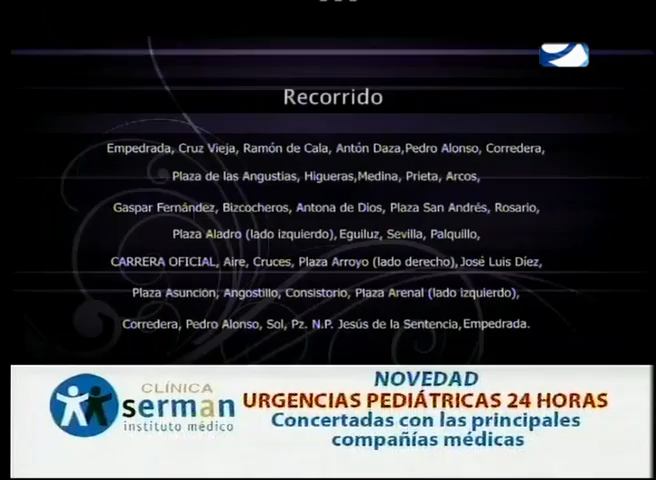 Recorrido
Empedrada, Cruz Vieja, Ramón de Cala, Antón Daza,Pedro Alonso, Corredera,
Plaza de las Angustias, Higueras,Medina, Prieta, Arcos,
Gaspar Fernández, Bizcocheros, Antona de Dios, Plaza San Andrés, Rosario,
Plaza Aladro (lado izquierdo), Eguiluz, Sevilla, Palquillo,
CARRERA OFICIAL, Aire, Cruces, Plaza Arroyo (lado derecho), José Luis Díez,
Plaza Asunción, Angostillo, Consistorio, Plaza Arenal (lado izquierdo),
Corredera, Pedro Alonso, Sol, Pz. N.P. Jesús de la Sentencia, Empedrada.
CLÍNICA
serman
instituto médico
NOVEDAD
URGENCIAS PEDIÁTRICAS 24 HORAS
Concertadas con las principales
compañías médicas